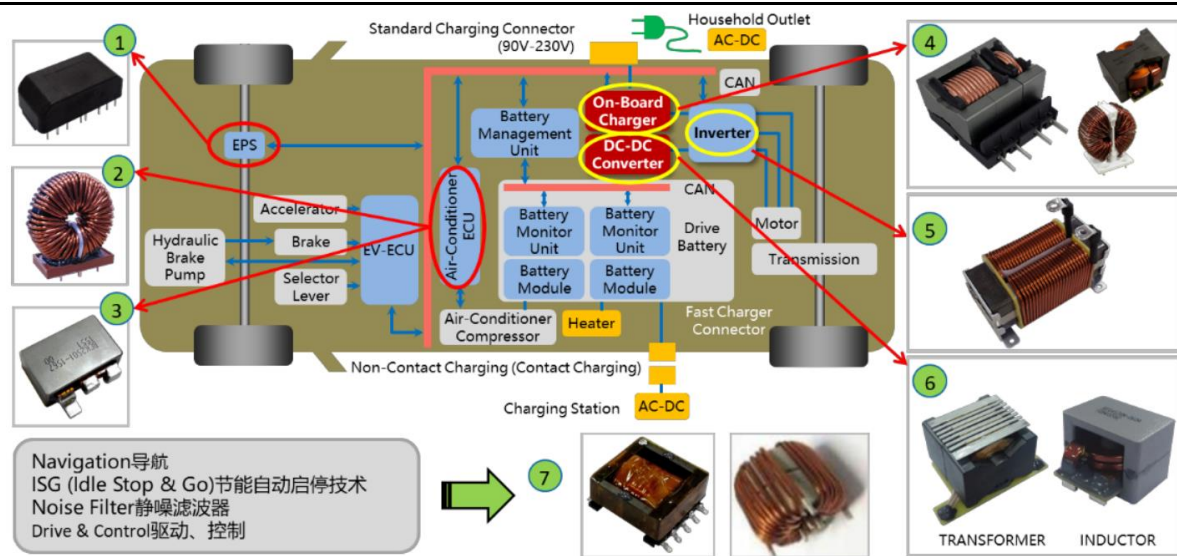 1
2
3
Standard Charging Connector
(90V-230V)
Household Outlet
AC-DC
CAN
On-Board
Charger
Inverter
DC-DC
Converter
Battery
Management
Unit
EPS
CAN
Air-Conditioner
ECU
Accelerator
Brake
Selector
Lever
Hydraulic
Brake
Pump
EV-ECU
Battery
Monitor
Unit
Battery
Monitor
Unit
Drive
Battery
Battery
Module
Battery
Module
Motor
Transmission
Air-Conditioner
Compressor
Heater
Fast Charger
Connector
Non-Contact Charging (Contact Charging)
Charging Station
AC-DC
4
5
6
TRANSFORMER
INDUCTOR
Navigation导航
ISG (Idle Stop & Go)节能自动启停技术
Noise Filter静噪滤波器
Drive & Control驱动、控制
7